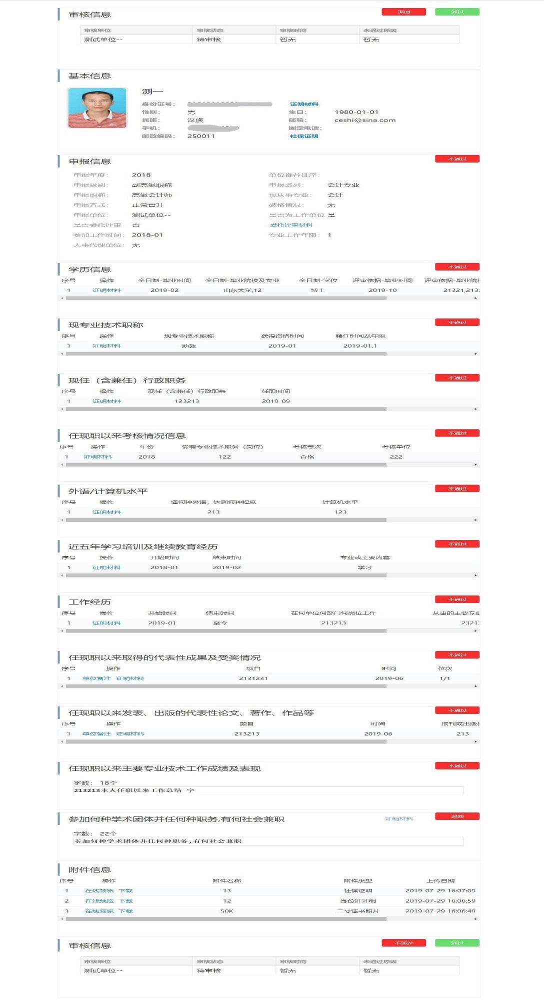 审核信息 退回 通过
审核单位 审核状态 审核时间 未通过原因
测试单位-- 待审核 暂无 暂无
基本信息
测一
身份证号： 证明材料
性别： 男 生日： 1980-01-01
民族： 汉族 邮箱： ceshi@sina.com
手机： 固定电话：
邮政编码： 250011 社保证明
申报信息 不通过
申报年度： 2018 单位推荐排序：
申报级别： 副高级职称 申报系列： 会计专业
申报职称： 高级会计师 现从事专业： 会计
申报方式： 正常晋升 破格情况： 无
申报单位： 测试单位-- 是否为工作单位 是
是否委托评审 否 委托评审材料
参加工作时间： 2018-01 专业工作年限： 1
人事代理单位： 无
学历信息 不通过
序号 操作 全日制-毕业时间 全日制-毕业院校及专业 全日制-学位 评审依据-毕业时间 评审依据-毕业院校
1 证明材料 2019-02 山东大学,12 博士 2019-10 21321,213
现专业技术职称 不通过
序号 操作 现专业技术职称 获得资格时间 聘任时间及年限
1 证明材料 助教 2019-01 2019-01,1
现任（含兼任）行政职务 不通过
序号 操作 现任（含兼任）行政职务 任职时间
1 证明材料 123213 2019-09
任现职以来考核情况信息 不通过
序号 操作 年份 受聘专业技术职务（岗位） 考核等次 考核单位
1 证明材料 2018 122 合格 222
外语/计算机水平 不通过
序号 操作 懂何种外语，达到何种程度 计算机水平
1 证明材料 213 123
近五年学习培训及继续教育经历 不通过
序号 操作 开始时间 结束时间 专业或主要内容
1 证明材料 2018-01 2019-02 学习
工作经历 不通过
序号 操作 开始时间 结束时间 在何单位何部门何岗位工作 从事的主要专业
1 证明材料 2019-01 至今 213213 2321
任现职以来取得的代表性成果及受奖情况 不通过
序号 操作 项目 时间 位次
1 单位备注 证明材料 2131231 2019-06 1/1
任现职以来发表、出版的代表性论文、著作、作品等 不通过
序号 操作 题目 时间 报刊或出版
1 单位备注 证明材料 213213 2019-06 213
任现职以来主要专业技术工作成绩及表现 不通过
字数： 18个
213213本人任职以来工作总结 字
参加何种学术团体并任何种职务,有何社会兼职 证明材料 退回
字数： 22个
参加何种学术团体并任何种职务,有何社会兼职
附件信息
序号 操作 附件名称 附件类型 上传日期
1 在线预览 下载 13 社保证明 2019-07-29 16:07:05
2 在线预览 下载 12 身份证证明 2019-07-29 16:06:59
3 在线预览 下载 50K 二寸证书照片 2019-07-29 16:06:49
审核信息 不通过 通过
审核单位 审核状态 审核时间 未通过原因
测试单位-- 待审核 暂无 暂无